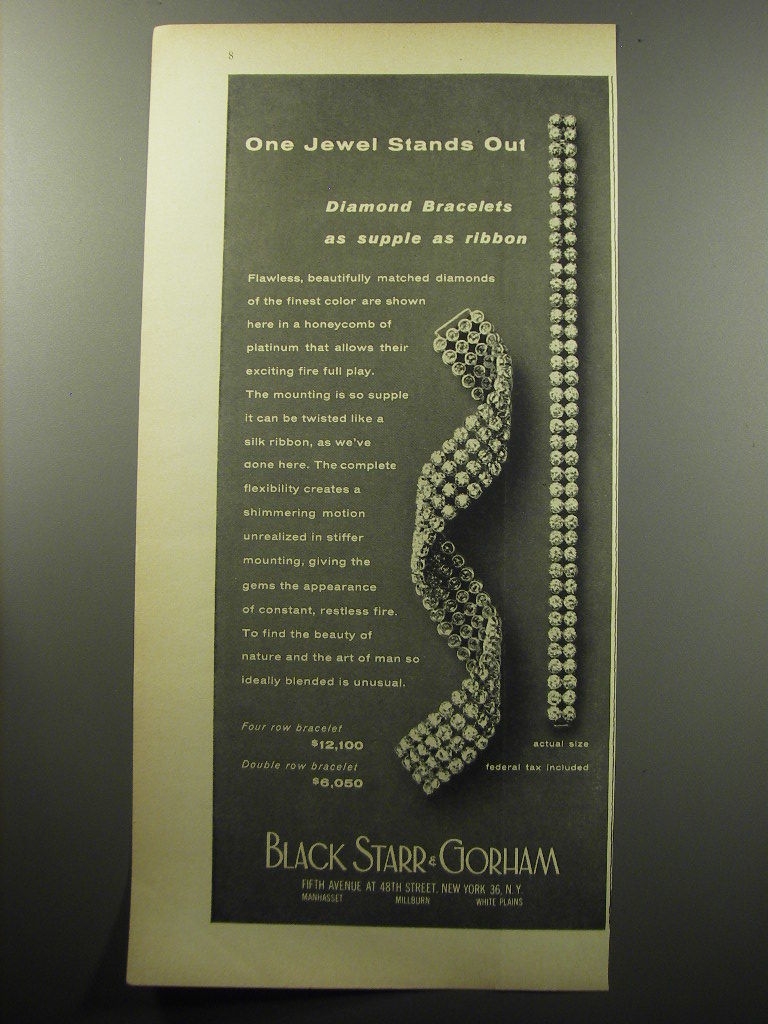 8
One Jewel Stands Out
Diamond Bracelets
as supple as ribbon
Flawless, beautifully matched diamonds
of the finest color are shown
here in a honeycomb of
platinum that allows their
exciting fire full play.
The mounting is so supple
it can be twisted like a
silk ribbon, as we've
done here. The complete
flexibility creates a
shimmering motion
unrealized in stiffer
mounting, giving the
gems the appearance
of constant, restless fire.
To find the beauty of
nature and the art of man so
ideally blended is unusual.
Four row bracelet
$12,100
Double row bracelet
$6,050
actual size
federal tax included
BLACK STARR & GORHAM
FIFTH AVENUE AT 48TH STREET, NEW YORK 36, N.Y.
MANHASSET MILLBURN WHITE PLAINS